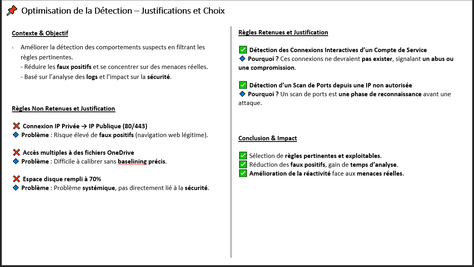 Optimisation de la Détection – Justifications et Choix
Contexte & Objectif
- Améliorer la détection des comportements suspects en filtrant les
règles pertinentes.
- Réduire les faux positifs et se concentrer sur des menaces réelles.
- Basé sur l'analyse des logs et l'impact sur la sécurité.
Règles Non Retenues et Justification
❌ Connexion IP Privée → IP Publique (80/443)
🔹 Problème : Risque élevé de faux positifs (navigation web légitime).
❌ Accès multiples à des fichiers OneDrive
🔹 Problème : Difficile à calibrer sans baselining précis.
❌ Espace disque rempli à 70%
🔹 Problème : Problème systémique, pas directement lié à la sécurité.
Règles Retenues et Justification
✅ Détection des Connexions Interactives d'un Compte de Service
🔹 Pourquoi ? Ces connexions ne devraient pas exister, signalant un abus ou
une compromission.
✅ Détection d'un Scan de Ports depuis une IP non autorisée
🔹 Pourquoi ? Un scan de ports est une phase de reconnaissance avant une
attaque.
Conclusion & Impact
✅ Sélection de règles pertinentes et exploitables.
✅ Réduction des faux positifs, gain de temps d'analyse.
✅ Amélioration de la réactivité face aux menaces réelles.